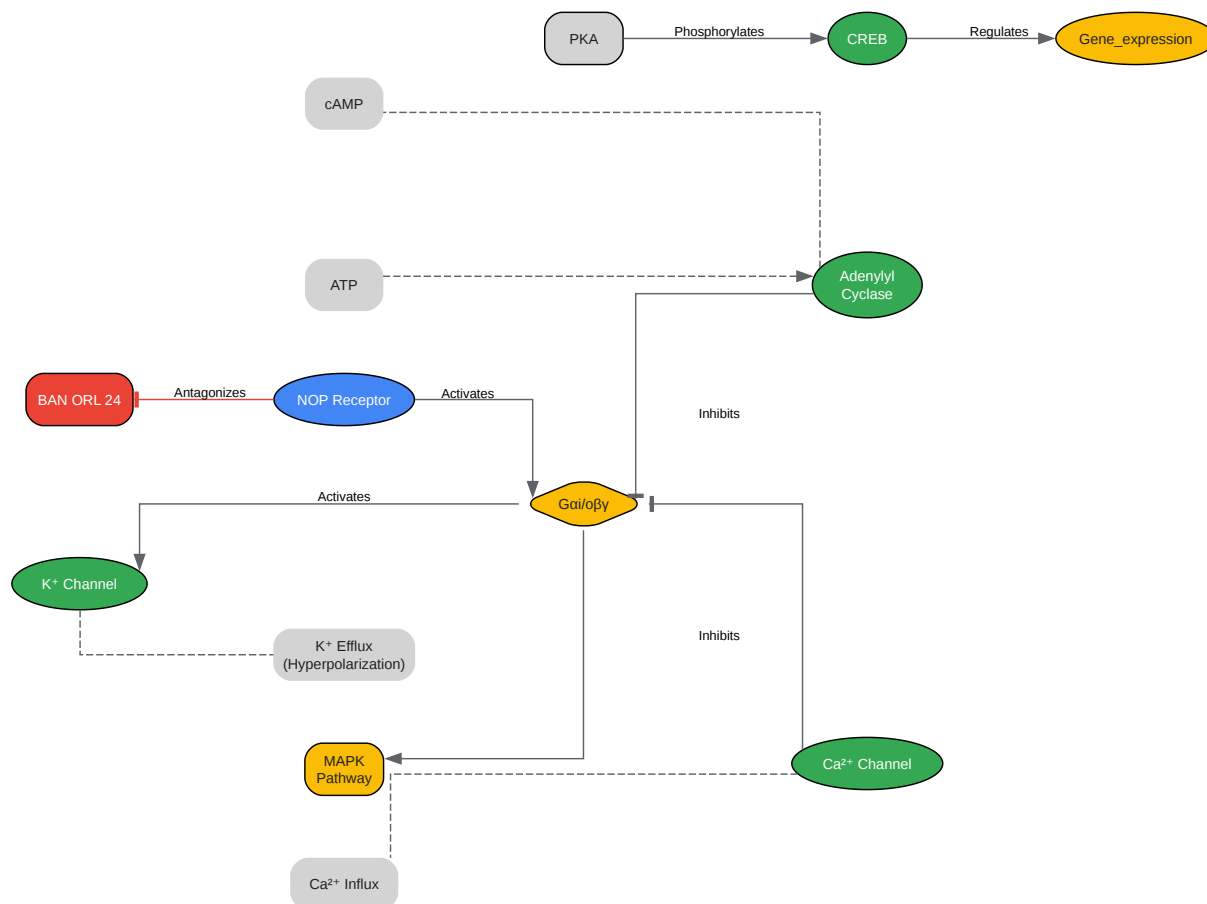 PKA
Phosphorylates
CREB
Regulates
Gene_expression
cAMP
ATP
Adenylyl
Cyclase
BAN ORL 24
Antagonizes
NOP Receptor
Activates
Inhibits
Activates
Gαi/oβγ
K⁺ Channel
K⁺ Efflux
(Hyperpolarization)
Inhibits
MAPK
Pathway
Ca²⁺ Channel
Ca²⁺ Influx